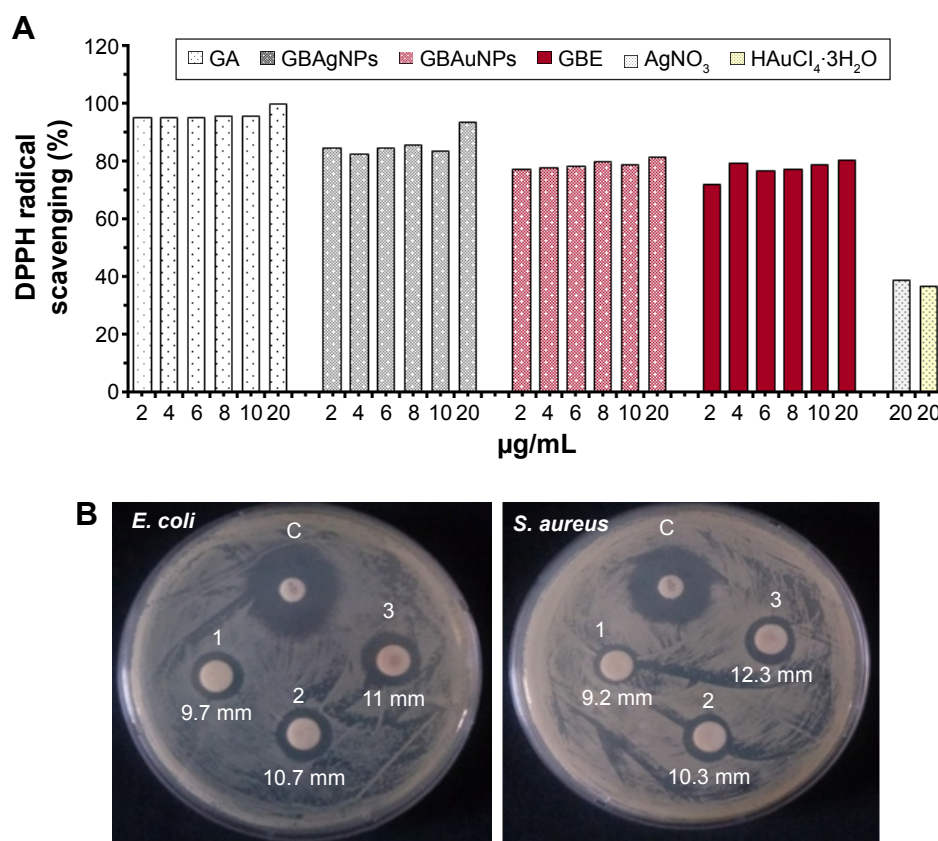 A
120
100
80
60
40
20
0
DPPH radical
scavenging (%)
GA GBAgNPs GBAuNPs GBE AgNO₃ HAuCl₄·3H₂O
2 4 6 8 10 20 2 4 6 8 10 20 2 4 6 8 10 20 2 4 6 8 10 20 20 20
µg/mL
B
E. coli
C
3
1
11 mm
2
9.7 mm
10.7 mm
S. aureus
C
3
1
12.3 mm
9.2 mm
2
10.3 mm